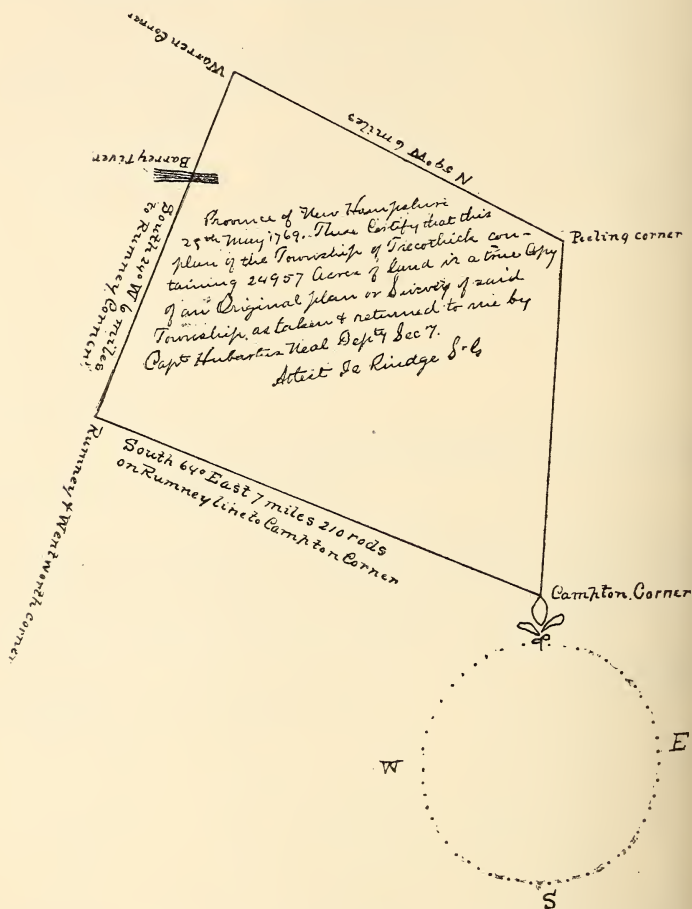 Warren Corner
N 59° W 6 miles
Barrey river
South 24° W 6 miles
to Rumney Corner
Peeling corner
Province of New Hampshire
29th May 1769. These Certify that this
plan of the Township of Trecothick con-
taining 24957 Acres of land is a true Copy
of an Original plan or Survey of said
Township, as taken & returned to me by
Capt Hubartus Neal Depty Sec 7.
Attest Is Rindge S. G
Rumney & Wentworth corner
South 64° East 7 miles 210 rods
on Rumney line to Campton Corner
Campton Corner
W
E
S